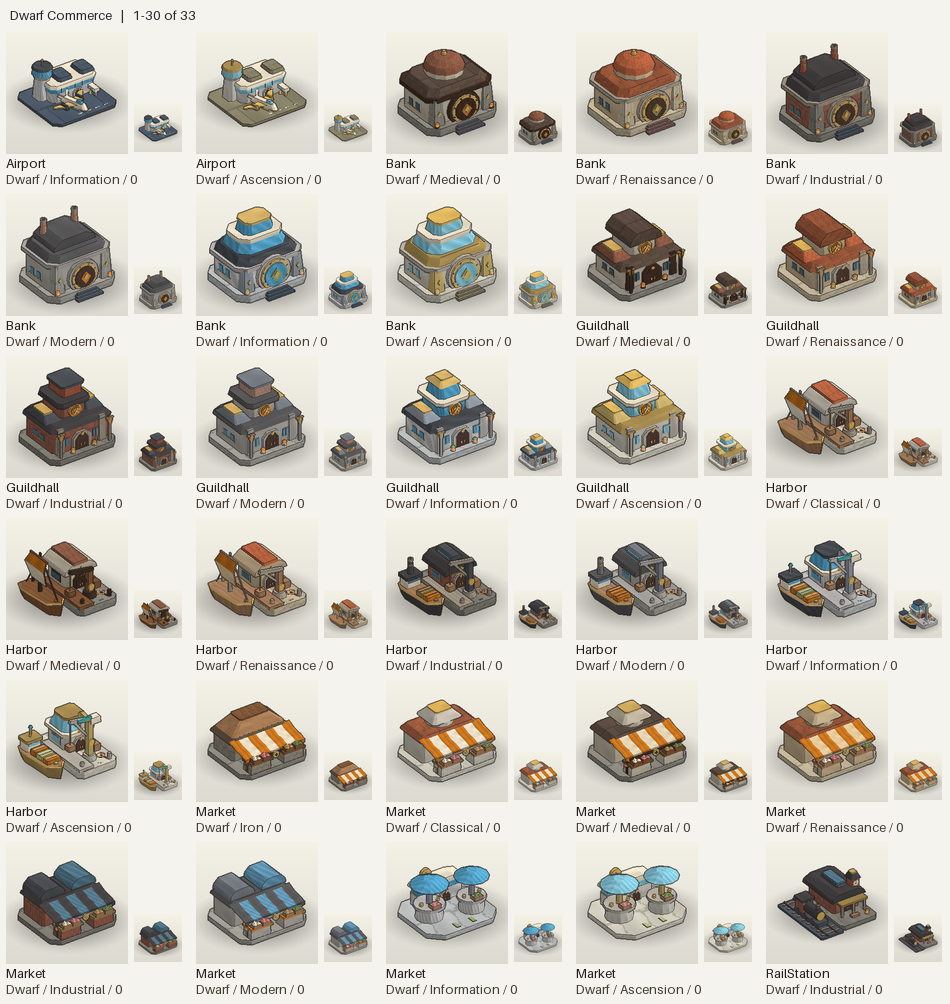 Dwarf Commerce | 1-30 of 33
Airport
Dwarf / Information / 0
Airport
Dwarf / Ascension / 0
Bank
Dwarf / Medieval / 0
Bank
Dwarf / Renaissance / 0
Bank
Dwarf / Industrial / 0
Bank
Dwarf / Modern / 0
Bank
Dwarf / Information / 0
Bank
Dwarf / Ascension / 0
Guildhall
Dwarf / Medieval / 0
Guildhall
Dwarf / Renaissance / 0
Guildhall
Dwarf / Industrial / 0
Guildhall
Dwarf / Modern / 0
Guildhall
Dwarf / Information / 0
Guildhall
Dwarf / Ascension / 0
Harbor
Dwarf / Classical / 0
Harbor
Dwarf / Medieval / 0
Harbor
Dwarf / Renaissance / 0
Harbor
Dwarf / Industrial / 0
Harbor
Dwarf / Modern / 0
Harbor
Dwarf / Information / 0
Harbor
Dwarf / Ascension / 0
Market
Dwarf / Iron / 0
Market
Dwarf / Classical / 0
Market
Dwarf / Medieval / 0
Market
Dwarf / Renaissance / 0
Market
Dwarf / Industrial / 0
Market
Dwarf / Modern / 0
Market
Dwarf / Information / 0
Market
Dwarf / Ascension / 0
RailStation
Dwarf / Industrial / 0